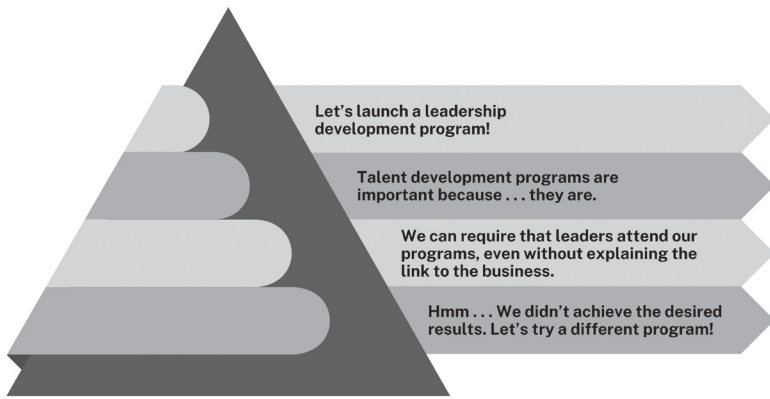 Let’s launch a leadership
development program!
Talent development programs are
important because . . . they are.
We can require that leaders attend our
programs, even without explaining the
link to the business.
Hmm . . . We didn’t achieve the desired
results. Let’s try a different program!